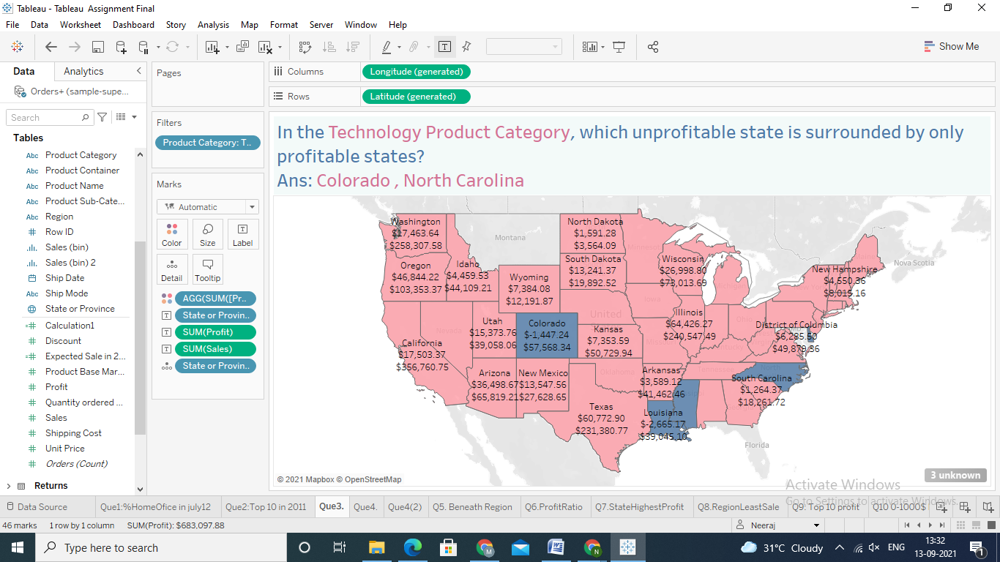 Tableau - Tableau Assignment Final
File Data Worksheet Dashboard Story Analysis Map Format Server Window Help
Show Me
Data Analytics
Orders+ (sample-supe...
Search
Tables
Abc Product Category
Abc Product Container
Abc Product Name
Abc Product Sub-Cate...
Abc Region
# Row ID
Sales (bin)
Sales (bin) 2
Ship Date
Abc Ship Mode
State or Province
=# Calculation1
# Discount
=# Expected Sale in 2...
# Product Base Mar...
# Profit
# Quantity ordered ...
# Sales
# Shipping Cost
# Unit Price
# Orders (Count)
Returns
Pages
Filters
Product Category: T..
Marks
Automatic
Color Size Label
Detail Tooltip
AGG(SUM([Pr..
State or Provin..
SUM(Profit)
SUM(Sales)
State or Provin..
Columns Longitude (generated)
Rows Latitude (generated)
In the Technology Product Category, which unprofitable state is surrounded by only
profitable states?
Ans: Colorado , North Carolina
Washington
$17,463.64
$258,307.58
Montana
North Dakota
$1,591.28
$3,564.09
Oregon
$46,844.22
$103,353.37
Idaho
$4,459.53
$44,109.21
Wyoming
$7,384.08
$12,191.87
South Dakota
$13,241.37
$19,892.52
Wisconsin
$26,998.80
$73,013.69
New Hampshire
$4,650.36
$8,015.16
Nova Scotia
Minnesota
Michigan
Iowa
United
Nevada
Ohio
Utah
$15,373.76
$39,058.06
Colorado
$-1,447.24
$57,568.34
Kansas
$7,353.59
$50,729.94
Illinois
$64,426.27
$240,547.49
District of Columbia
$6,285.50
$49,879.36
California
$17,503.37
$356,760.75
Arizona
$36,498.67
$65,819.21
New Mexico
$13,547.56
$27,628.65
Oklahoma
Arkansas
$3,589.12
$41,462.46
Tennessee
North
South Carolina
$1,264.37
$18,261.72
Texas
$60,772.90
$231,380.77
Louisiana
$-2,665.17
$39,045.10
Florida
© 2021 Mapbox © OpenStreetMap
3 unknown
Activate Windows
Go to Settings to activate Windows.
Data Source Que1:%HomeOfice in july12 Que2:Top 10 in 2011 Que3. Que4. Que4(2) Q5. Beneath Region Q6.ProfitRatio Q7.StateHighestProfit Q8.RegionLeastSale Q9: Top 10 profit Q10 0-1000$
46 marks 1 row by 1 column SUM(Profit): $683,097.88 Neeraj
Type here to search
M
N
31°C Cloudy ENG
13:32
13-09-2021
1